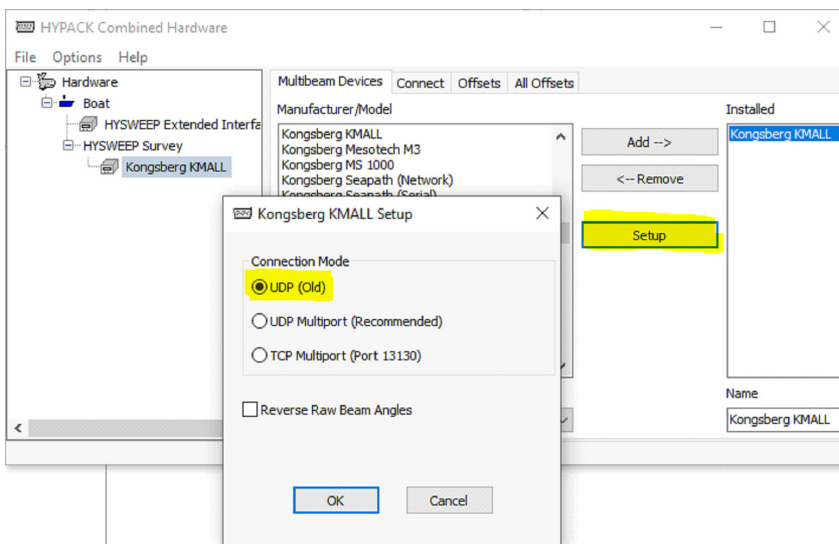 HYPACK Combined Hardware
File Options Help
Hardware
Boat
HYSWEEP Extended Interfa
HYSWEEP Survey
Kongsberg KMALL
Multibeam Devices Connect Offsets All Offsets
Manufacturer/Model
Kongsberg KMALL
Kongsberg Mesotech M3
Kongsberg MS 1000
Kongsberg Seapath (Network)
Kongsberg Seapath (Serial)
Add -->
<-- Remove
Setup
Installed
Kongsberg KMALL
Name
Kongsberg KMALL
Kongsberg KMALL Setup
Connection Mode
UDP (Old)
UDP Multiport (Recommended)
TCP Multiport (Port 13130)
Reverse Raw Beam Angles
OK Cancel